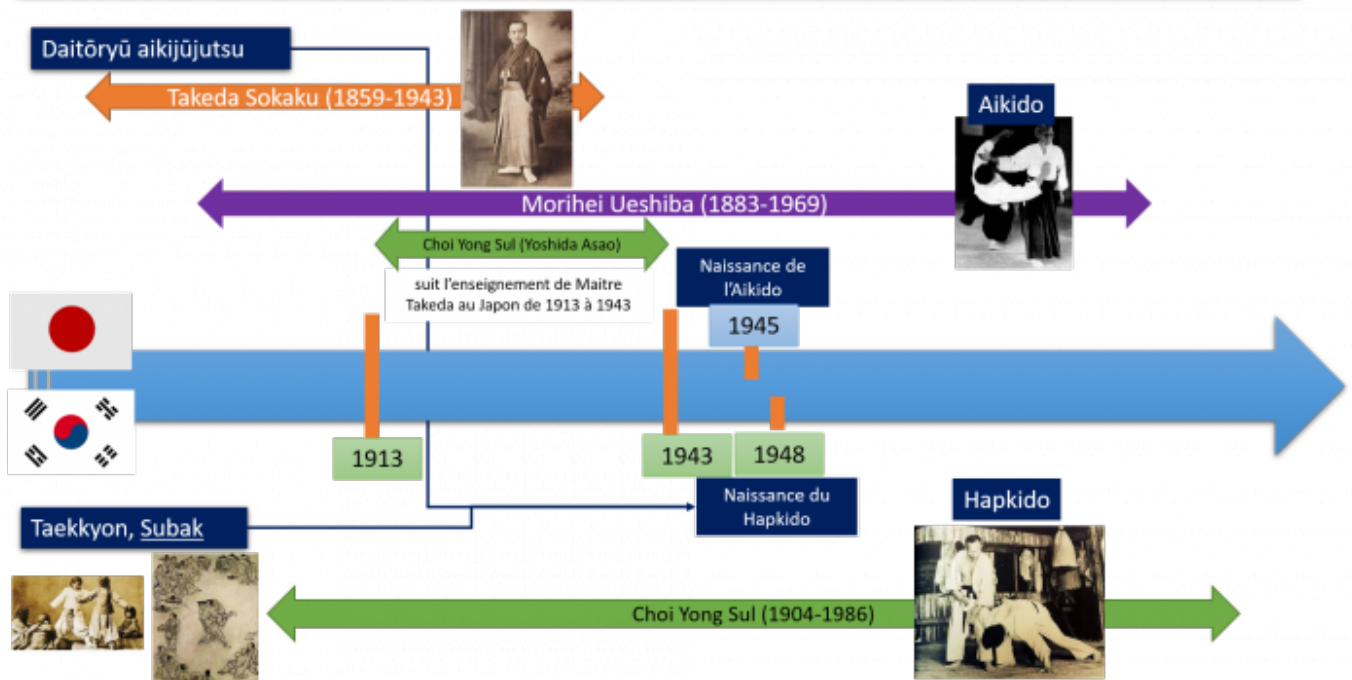 Daitōryū aikijūjutsu
Takeda Sokaku (1859-1943)
Aikido
Morihei Ueshiba (1883-1969)
Choi Yong Sul (Yoshida Asao)
suit l'enseignement de Maitre
Takeda au Japon de 1913 à 1943
Naissance de
l'Aikido
1945
1913
1943
1948
Naissance du
Hapkido
Hapkido
Taekkyon, Subak
Choi Yong Sul (1904-1986)